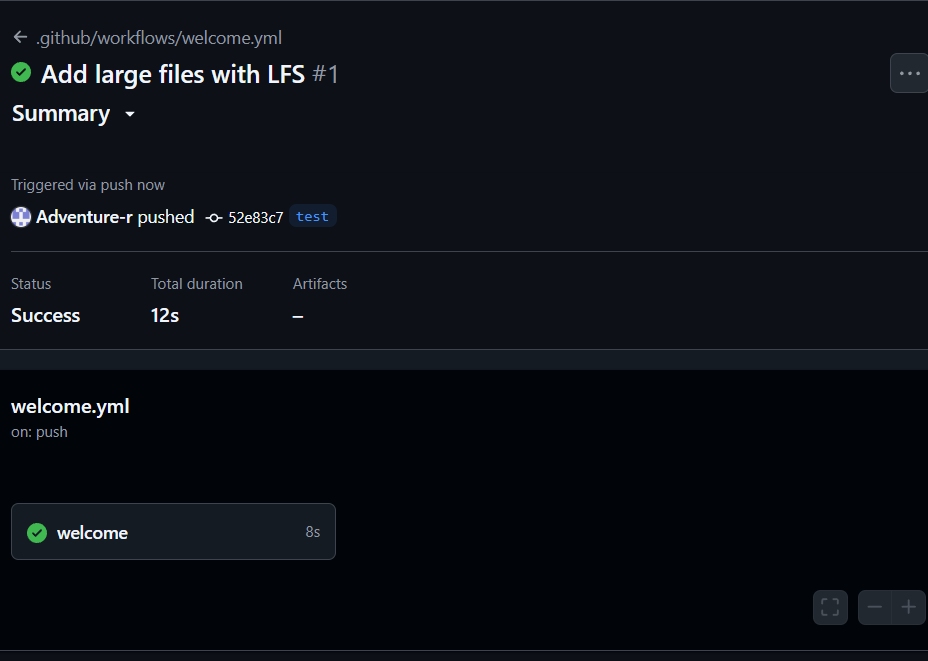 .github/workflows/welcome.yml
Add large files with LFS #1
Summary
Triggered via push now
Adventure-r pushed 52e83c7 test
Status Total duration Artifacts
Success 12s –
welcome.yml
on: push
welcome 8s